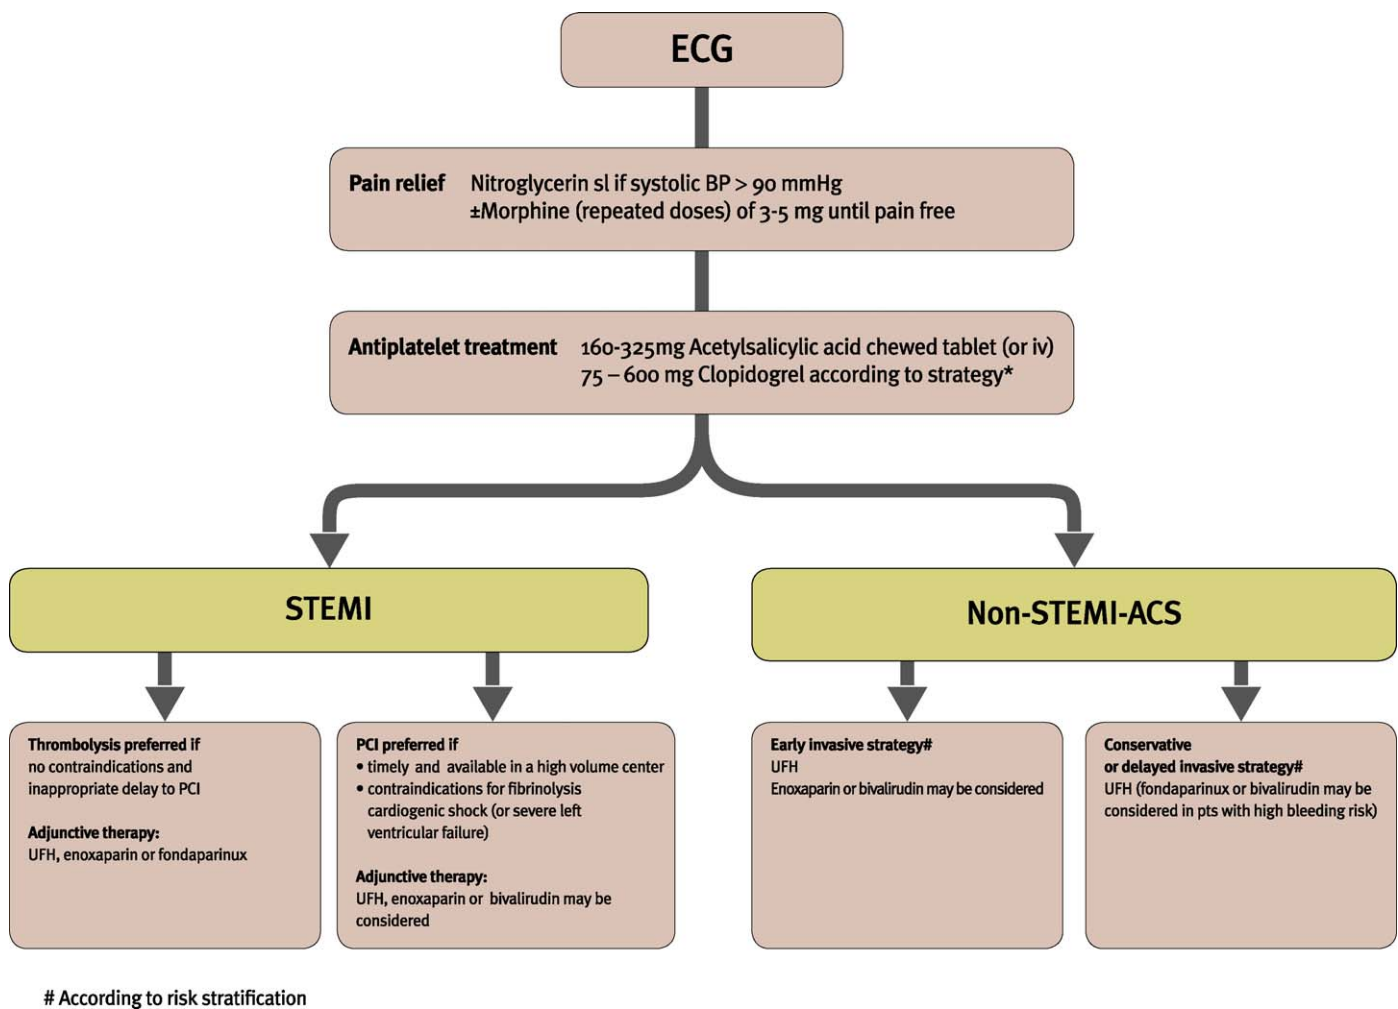 ECG
Pain relief Nitroglycerin sl if systolic BP > 90 mmHg
±Morphine (repeated doses) of 3-5 mg until pain free
Antiplatelet treatment 160-325mg Acetylsalicylic acid chewed tablet (or iv)
75 – 600 mg Clopidogrel according to strategy*
STEMI
Non-STEMI-ACS
Thrombolysis preferred if
no contraindications and
inappropriate delay to PCI
Adjunctive therapy:
UFH, enoxaparin or fondaparinux
PCI preferred if
• timely and available in a high volume center
• contraindications for fibrinolysis
cardiogenic shock (or severe left
ventricular failure)
Adjunctive therapy:
UFH, enoxaparin or bivalirudin may be
considered
Early invasive strategy#
UFH
Enoxaparin or bivalirudin may be considered
Conservative
or delayed invasive strategy#
UFH (fondaparinux or bivalirudin may be
considered in pts with high bleeding risk)
# According to risk stratification